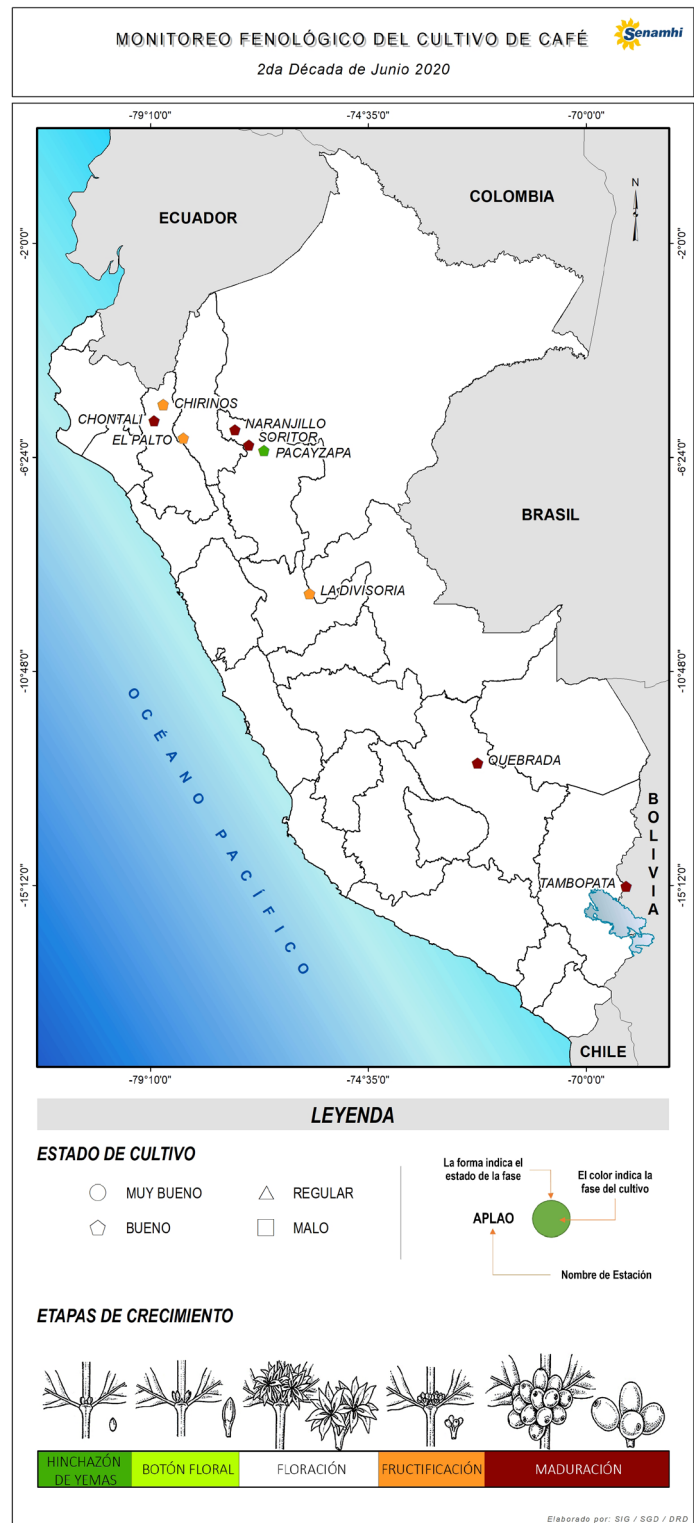 MONITOREO FENOLÓGICO DEL CULTIVO DE CAFÉ
Senamhi
2da Década de Junio 2020
-79°10'0"
-74°35'0"
-70°0'0"
N
COLOMBIA
ECUADOR
-2°0'0"
-2°0'0"
CHIRINOS
CHONTALI
NARANJILLO
EL PALTO
SORITOR
PACAYZAPA
-6°24'0"
-6°24'0"
BRASIL
LA DIVISORIA
-10°48'0"
-10°48'0"
OCÉANO PACÍFICO
QUEBRADA
BOLIVIA
TAMBOPATA
-15°12'0"
-15°12'0"
CHILE
-79°10'0"
-74°35'0"
-70°0'0"
LEYENDA
ESTADO DE CULTIVO
MUY BUENO
REGULAR
BUENO
MALO
La forma indica el
estado de la fase
El color indica la
fase del cultivo
APLAO
Nombre de Estación
ETAPAS DE CRECIMIENTO
HINCHAZÓN
DE YEMAS
BOTÓN FLORAL
FLORACIÓN
FRUCTIFICACIÓN
MADURACIÓN
Elaborado por: SIG / SGD / DRD